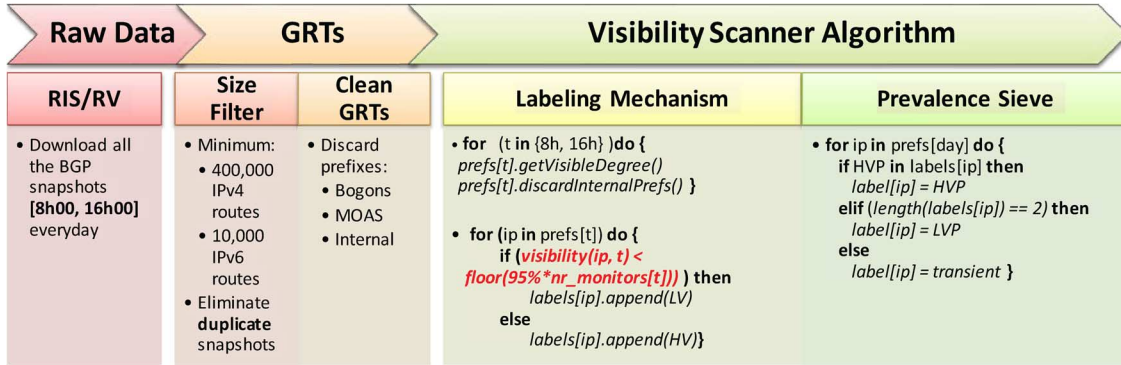 Raw Data
GRTs
Visibility Scanner Algorithm
RIS/RV
• Download all
the BGP
snapshots
[8h00, 16h00]
everyday
Size
Filter
• Minimum:
• 400,000
IPv4
routes
• 10,000
IPv6
routes
• Eliminate
duplicate
snapshots
Clean
GRTs
• Discard
prefixes:
• Bogons
• MOAS
• Internal
Labeling Mechanism
• for (t in {8h, 16h} )do {
prefs[t].getVisibleDegree()
prefs[t].discardInternalPrefs() }
• for (ip in prefs[t]) do {
if (visibility(ip, t) <
floor(95%*nr_monitors[t])) ) then
labels[ip].append(LV)
else
labels[ip].append(HV)}
Prevalence Sieve
• for ip in prefs[day] do {
if HVP in labels[ip] then
label[ip] = HVP
elif (length(labels[ip]) == 2) then
label[ip] = LVP
else
label[ip] = transient }